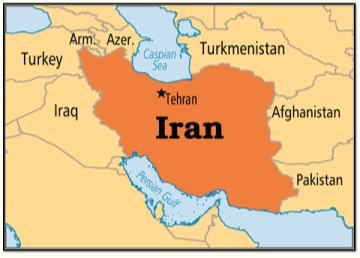 Arm.
Azer.
Turkey
Caspian
Sea
Turkmenistan
Tehran
Iraq
Iran
Afghanistan
Persian Gulf
Pakistan